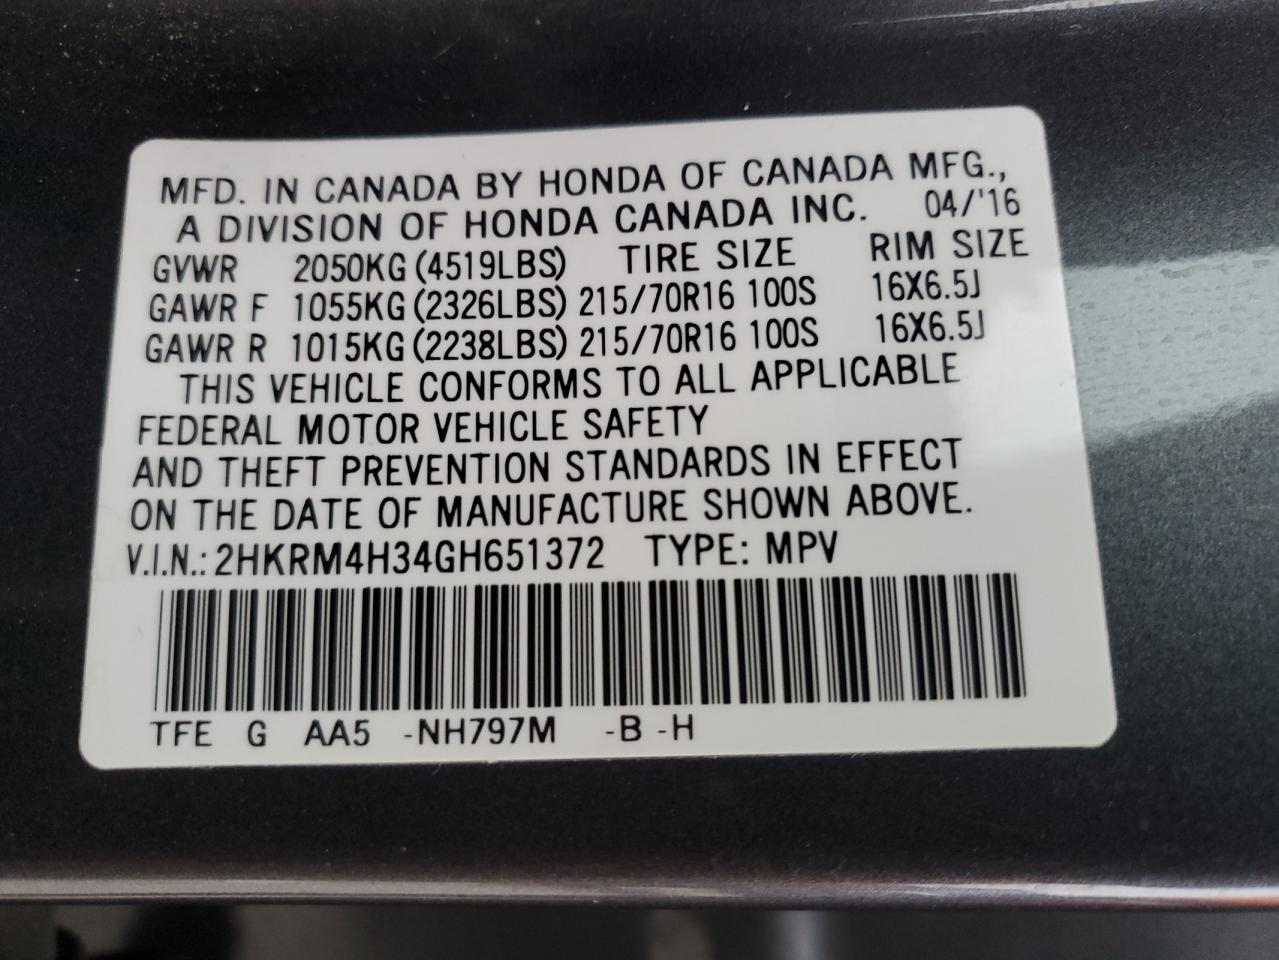 MFD. IN CANADA BY HONDA OF CANADA MFG.,
A DIVISION OF HONDA CANADA INC. 04/'16
GVWR 2050KG (4519LBS) TIRE SIZE RIM SIZE
GAWR F 1055KG (2326LBS) 215/70R16 100S 16X6.5J
GAWR R 1015KG (2238LBS) 215/70R16 100S 16X6.5J
THIS VEHICLE CONFORMS TO ALL APPLICABLE
FEDERAL MOTOR VEHICLE SAFETY
AND THEFT PREVENTION STANDARDS IN EFFECT
ON THE DATE OF MANUFACTURE SHOWN ABOVE.
V.I.N.: 2HKRM4H34GH651372 TYPE: MPV
TFE G AA5 -NH797M -B -H